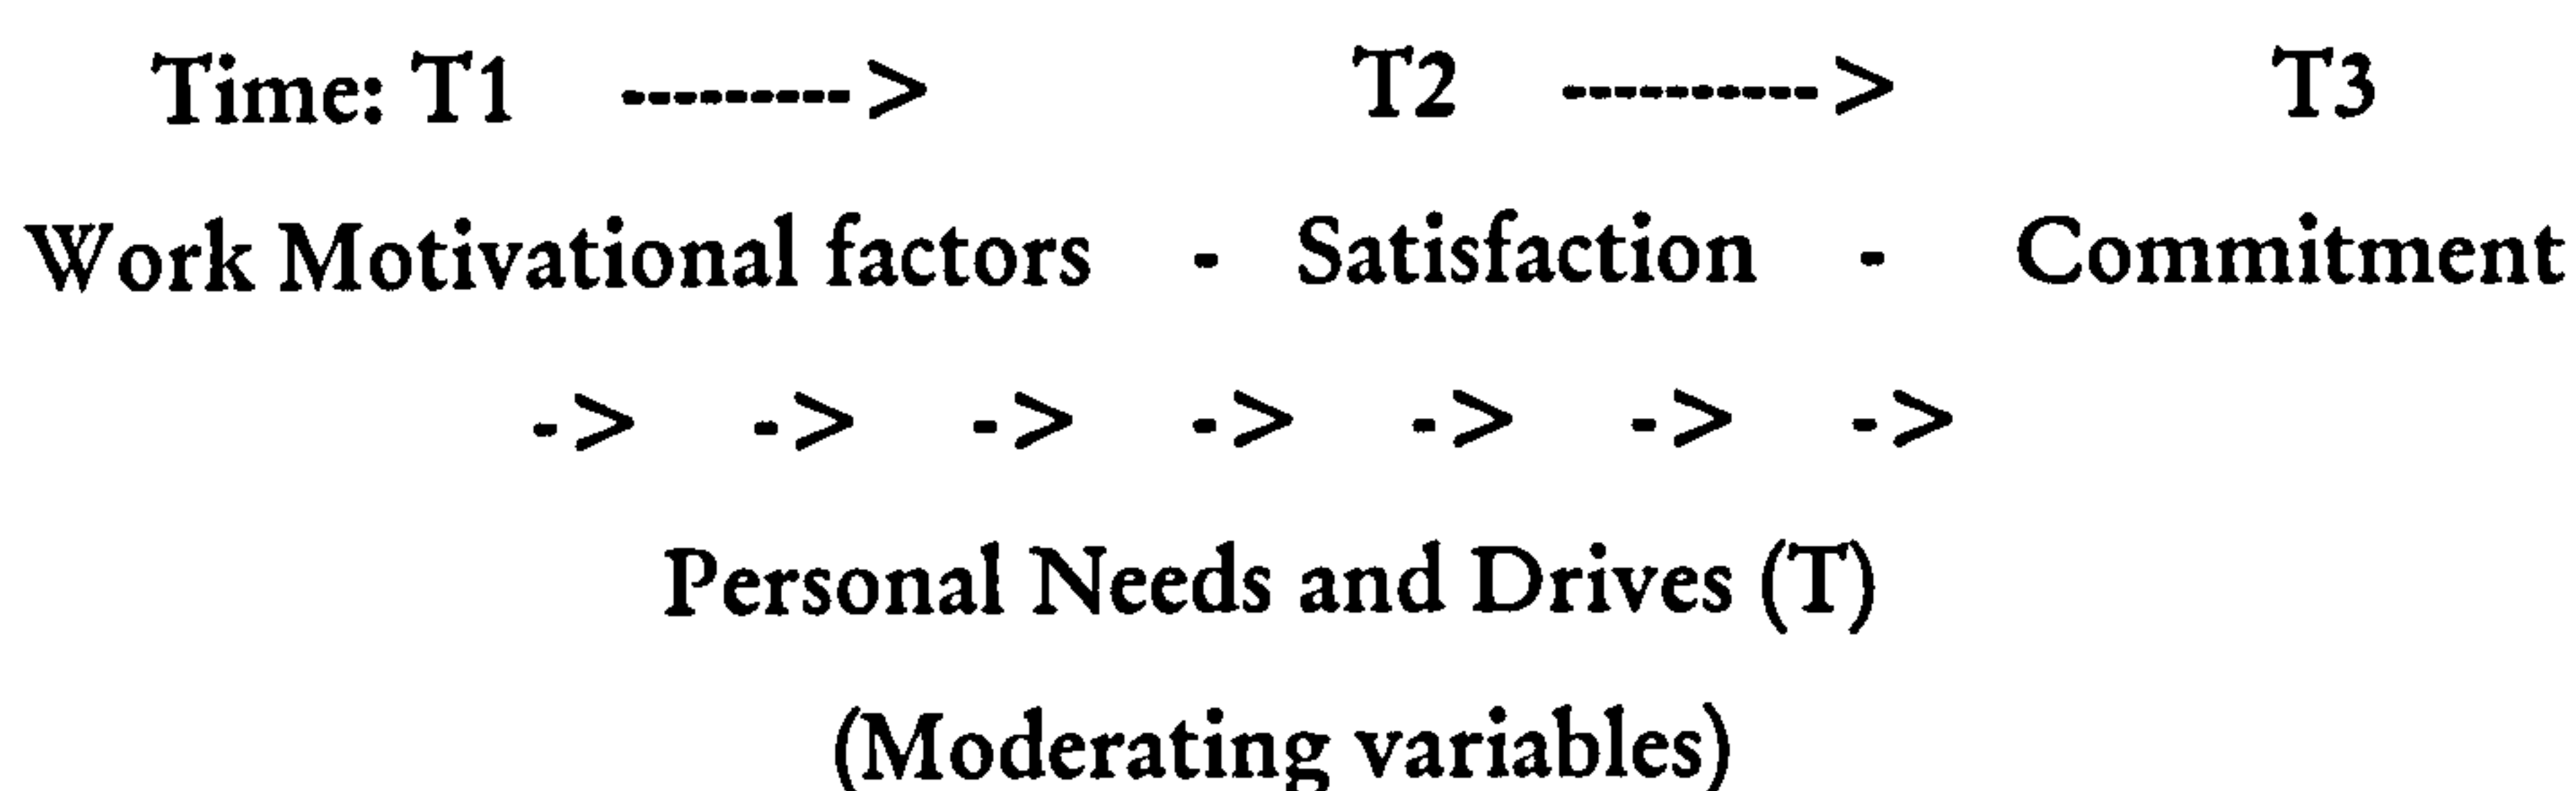 Time: T1 ---------> T2 ----------> T3
Work Motivational factors - Satisfaction - Commitment
-> -> -> -> -> -> ->
Personal Needs and Drives (T)
(Moderating variables)